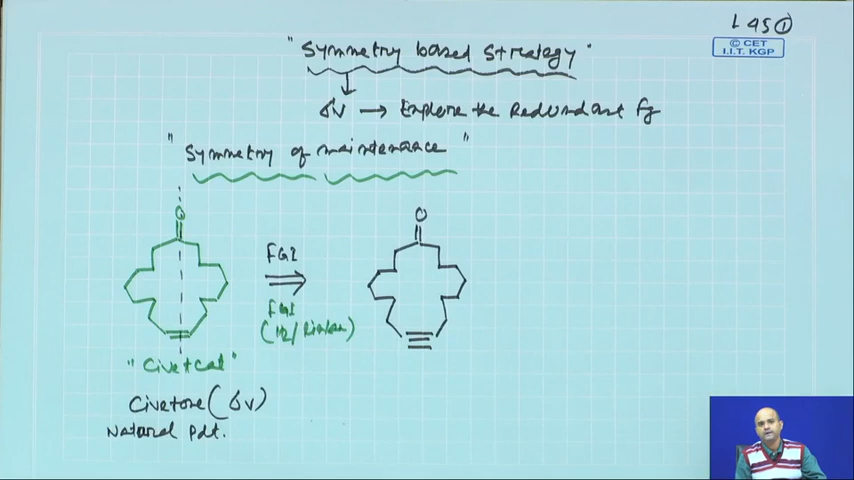 L 45 ①
© CET
I.I.T. KGP
"Symmetry based Strategy"
σv → Explore the Redundant Fg
"Symmetry of maintenance"
O
O
FGI
FGI
(H2/Lindlar)
"Civetcat"
Civetone (σv)
Natural Pdt.